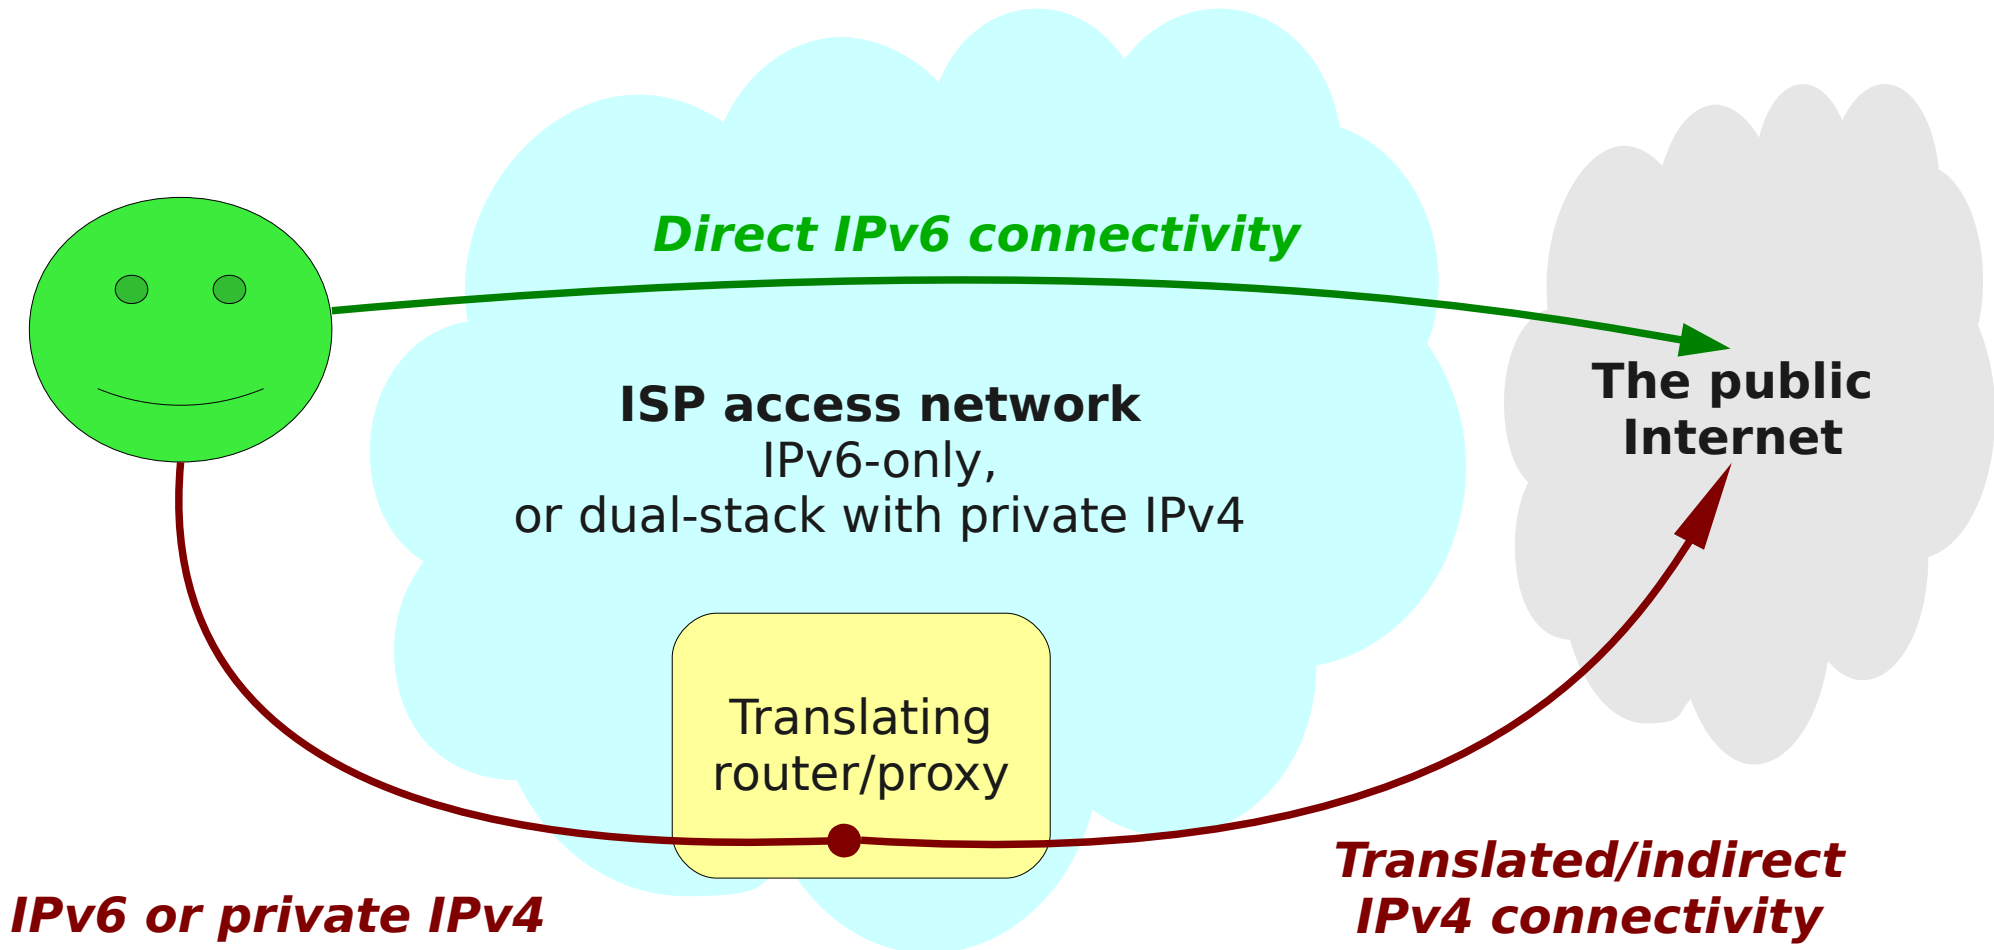 Direct IPv6 connectivity
ISP access network
IPv6-only,
or dual-stack with private IPv4
The public
Internet
Translating
router/proxy
IPv6 or private IPv4
Translated/indirect
IPv4 connectivity